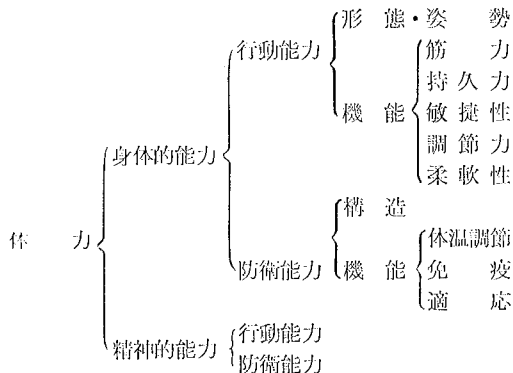 形態・姿勢
行動能力
筋力
持久力
機能
敏捷性
調節力
身体的能力
柔軟性
構造
体力
体温調節
防衛能力
機能
免疫
適応
行動能力
精神的能力
防衛能力